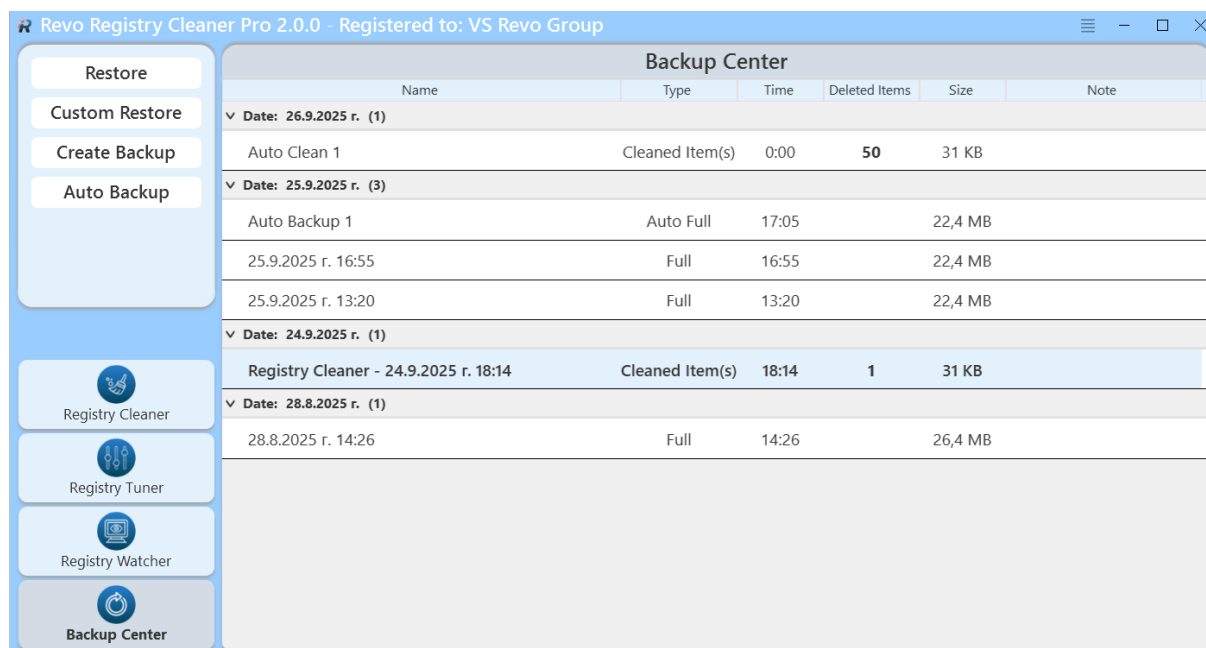 Revo Registry Cleaner Pro 2.0.0 - Registered to: VS Revo Group
Restore
Custom Restore
Create Backup
Auto Backup
Registry Cleaner
Registry Tuner
Registry Watcher
Backup Center
Backup Center
Name Type Time Deleted Items Size Note
Date: 26.9.2025 г. (1)
Auto Clean 1 Cleaned Item(s) 0:00 50 31 KB
Date: 25.9.2025 г. (3)
Auto Backup 1 Auto Full 17:05 22,4 MB
25.9.2025 г. 16:55 Full 16:55 22,4 MB
25.9.2025 г. 13:20 Full 13:20 22,4 MB
Date: 24.9.2025 г. (1)
Registry Cleaner - 24.9.2025 г. 18:14 Cleaned Item(s) 18:14 1 31 KB
Date: 28.8.2025 г. (1)
28.8.2025 г. 14:26 Full 14:26 26,4 MB